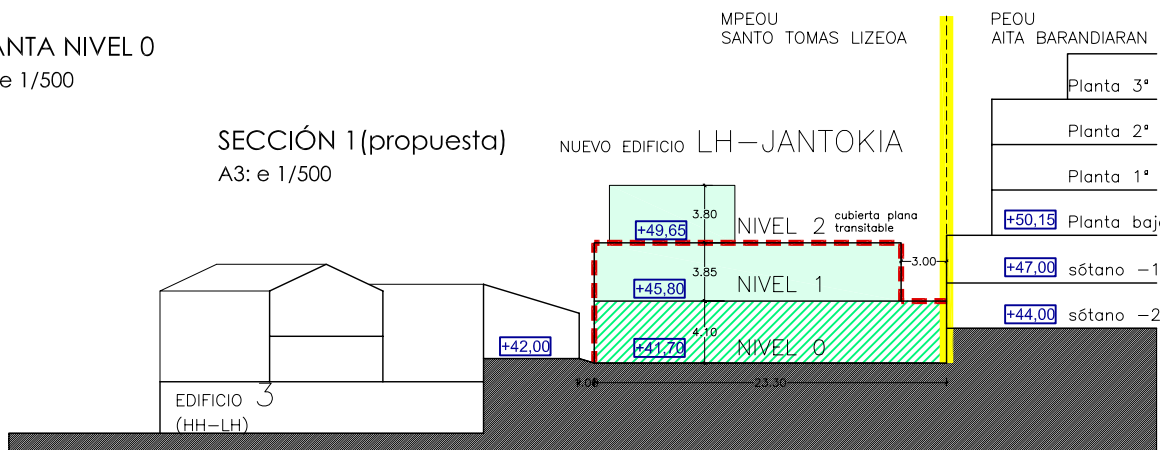 ANTA NIVEL 0
e 1/500
MPEOU
SANTO TOMAS LIZEOA
PEOU
AITA BARANDIARAN
SECCIÓN 1(propuesta)
A3: e 1/500
NUEVO EDIFICIO LH-JANTOKIA
Planta 3ª
Planta 2ª
Planta 1ª
+50,15 Planta baj
+47,00 sótano -1
+44,00 sótano -2
3.80
+49,65 NIVEL 2 cubierta plana transitable
3.00
3.85
+45,80 NIVEL 1
4.10
+41,70 NIVEL 0
+42,00
23.30
EDIFICIO 3
(HH-LH)